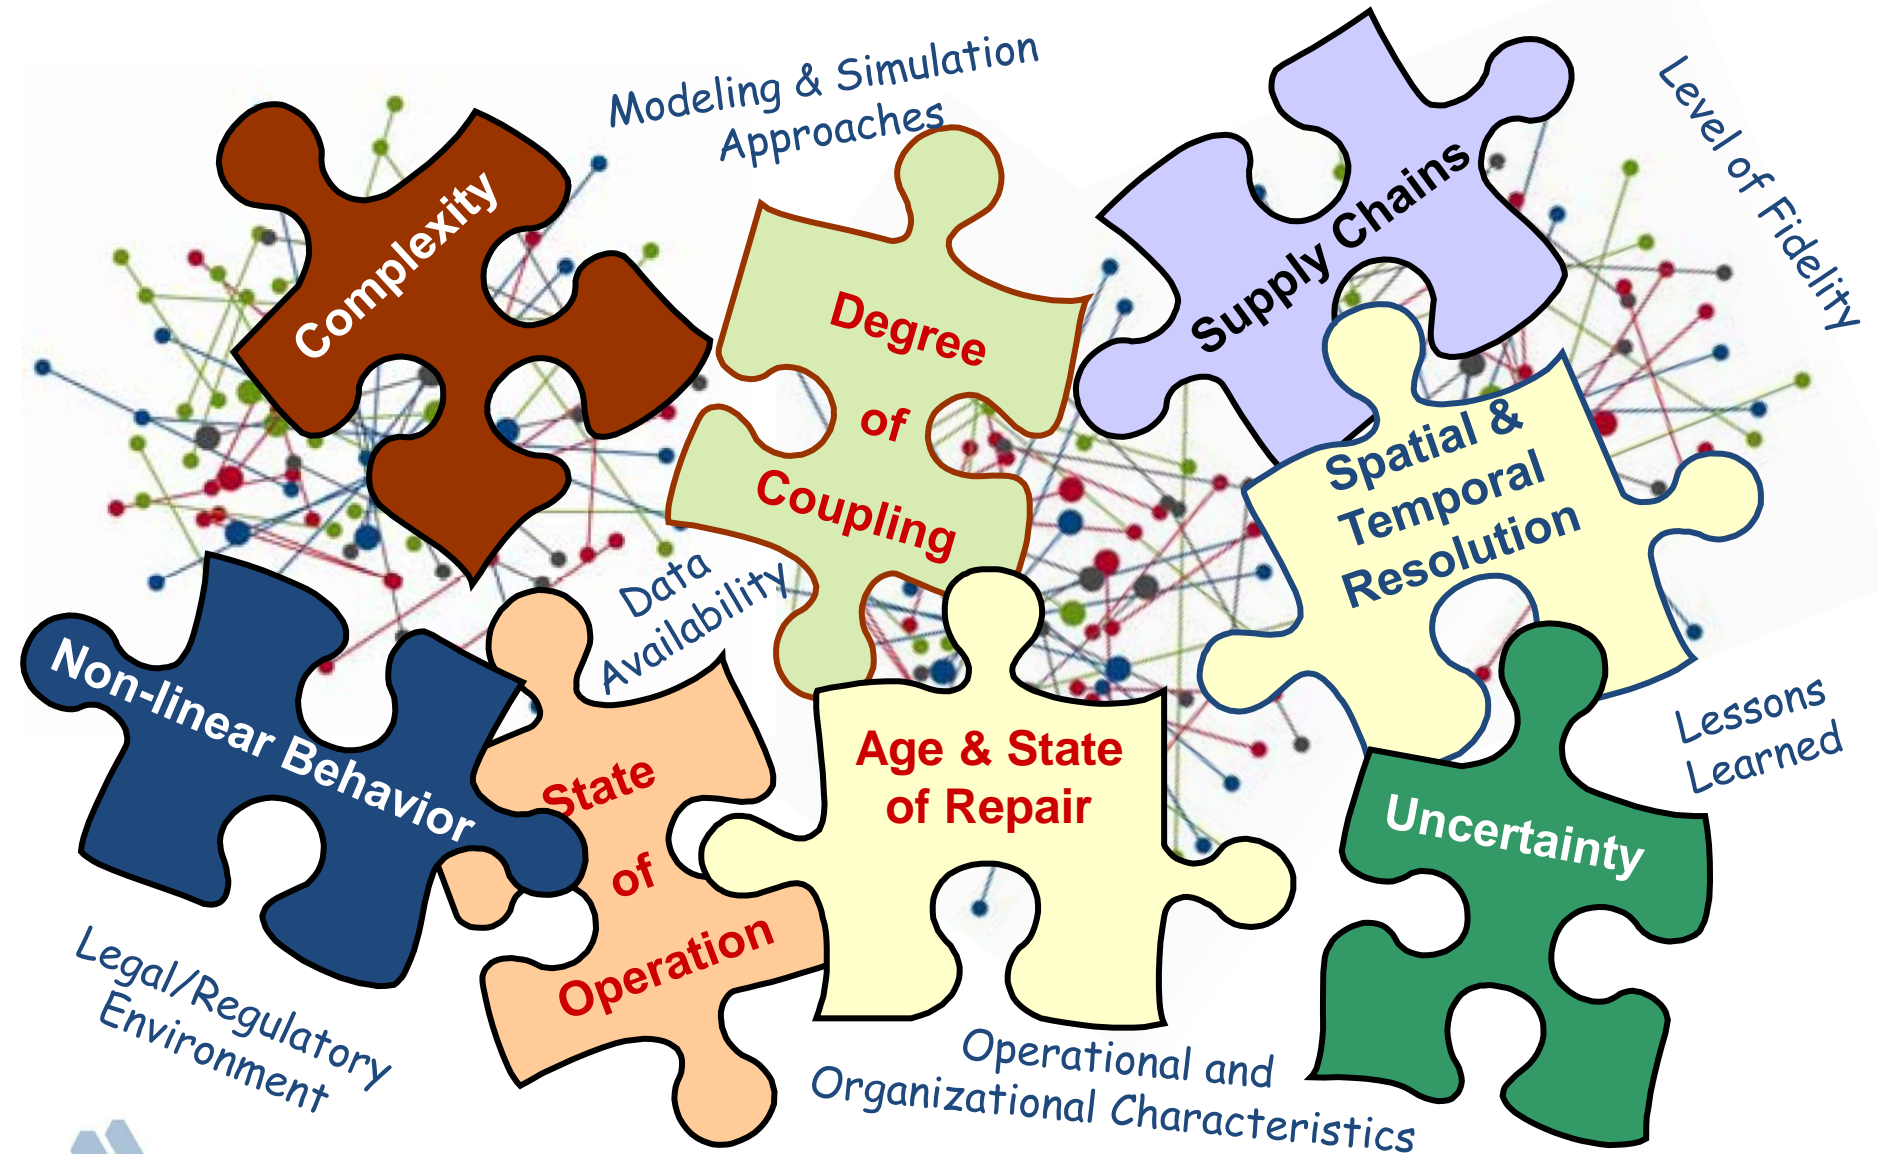 Modeling & Simulation
Approaches
Level of Fidelity
Complexity
Supply Chains
Degree
of
Coupling
Spatial &
Temporal
Resolution
Data
Availability
Non-linear Behavior
State
of
Operation
Age & State
of Repair
Uncertainty
Lessons
Learned
Legal/Regulatory
Environment
Operational and
Organizational Characteristics